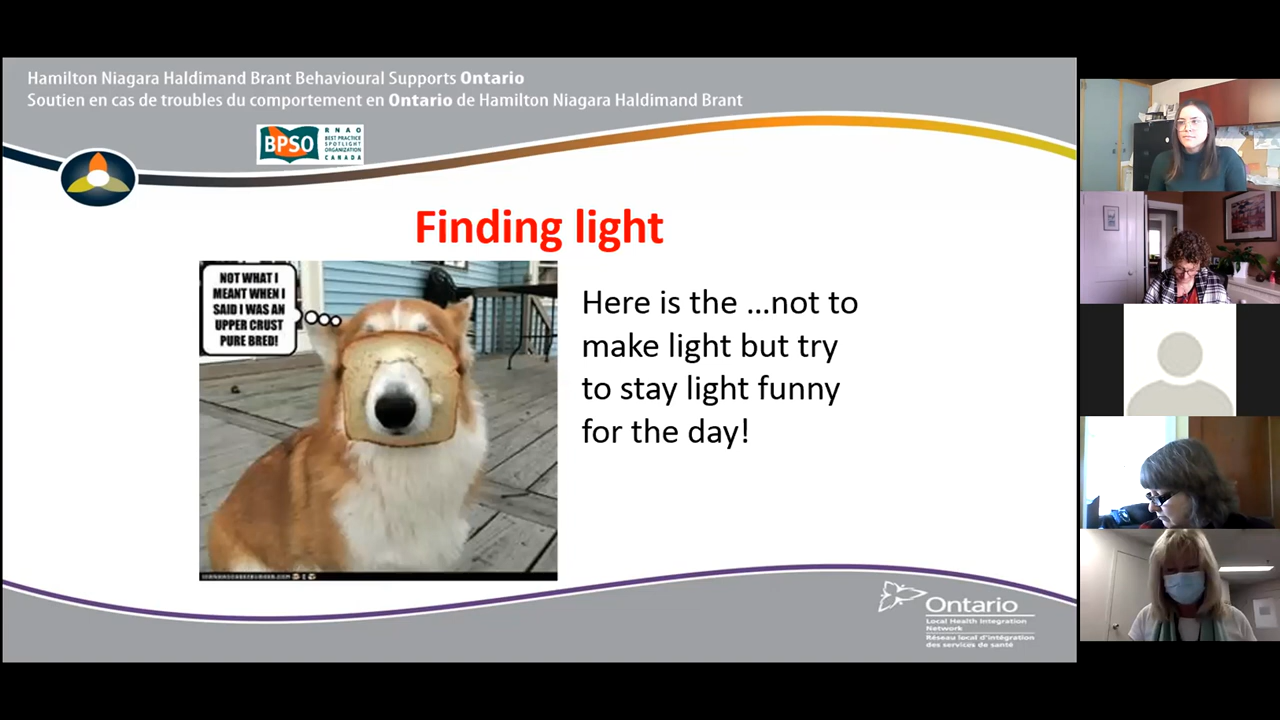 Hamilton Niagara Haldimand Brant Behavioural Supports Ontario
Soutien en cas de troubles du comportement en Ontario de Hamilton Niagara Haldimand Brant
BPSO
RNAO
BEST PRACTICE
SPOTLIGHT
ORGANIZATION
CANADA
Finding light
NOT WHAT I
MEANT WHEN I
SAID I WAS AN
UPPER CRUST
PURE BRED!
Here is the ...not to
make light but try
to stay light funny
for the day!
Ontario
Local Health Integration
Network
Réseau local d'intégration
des services de santé